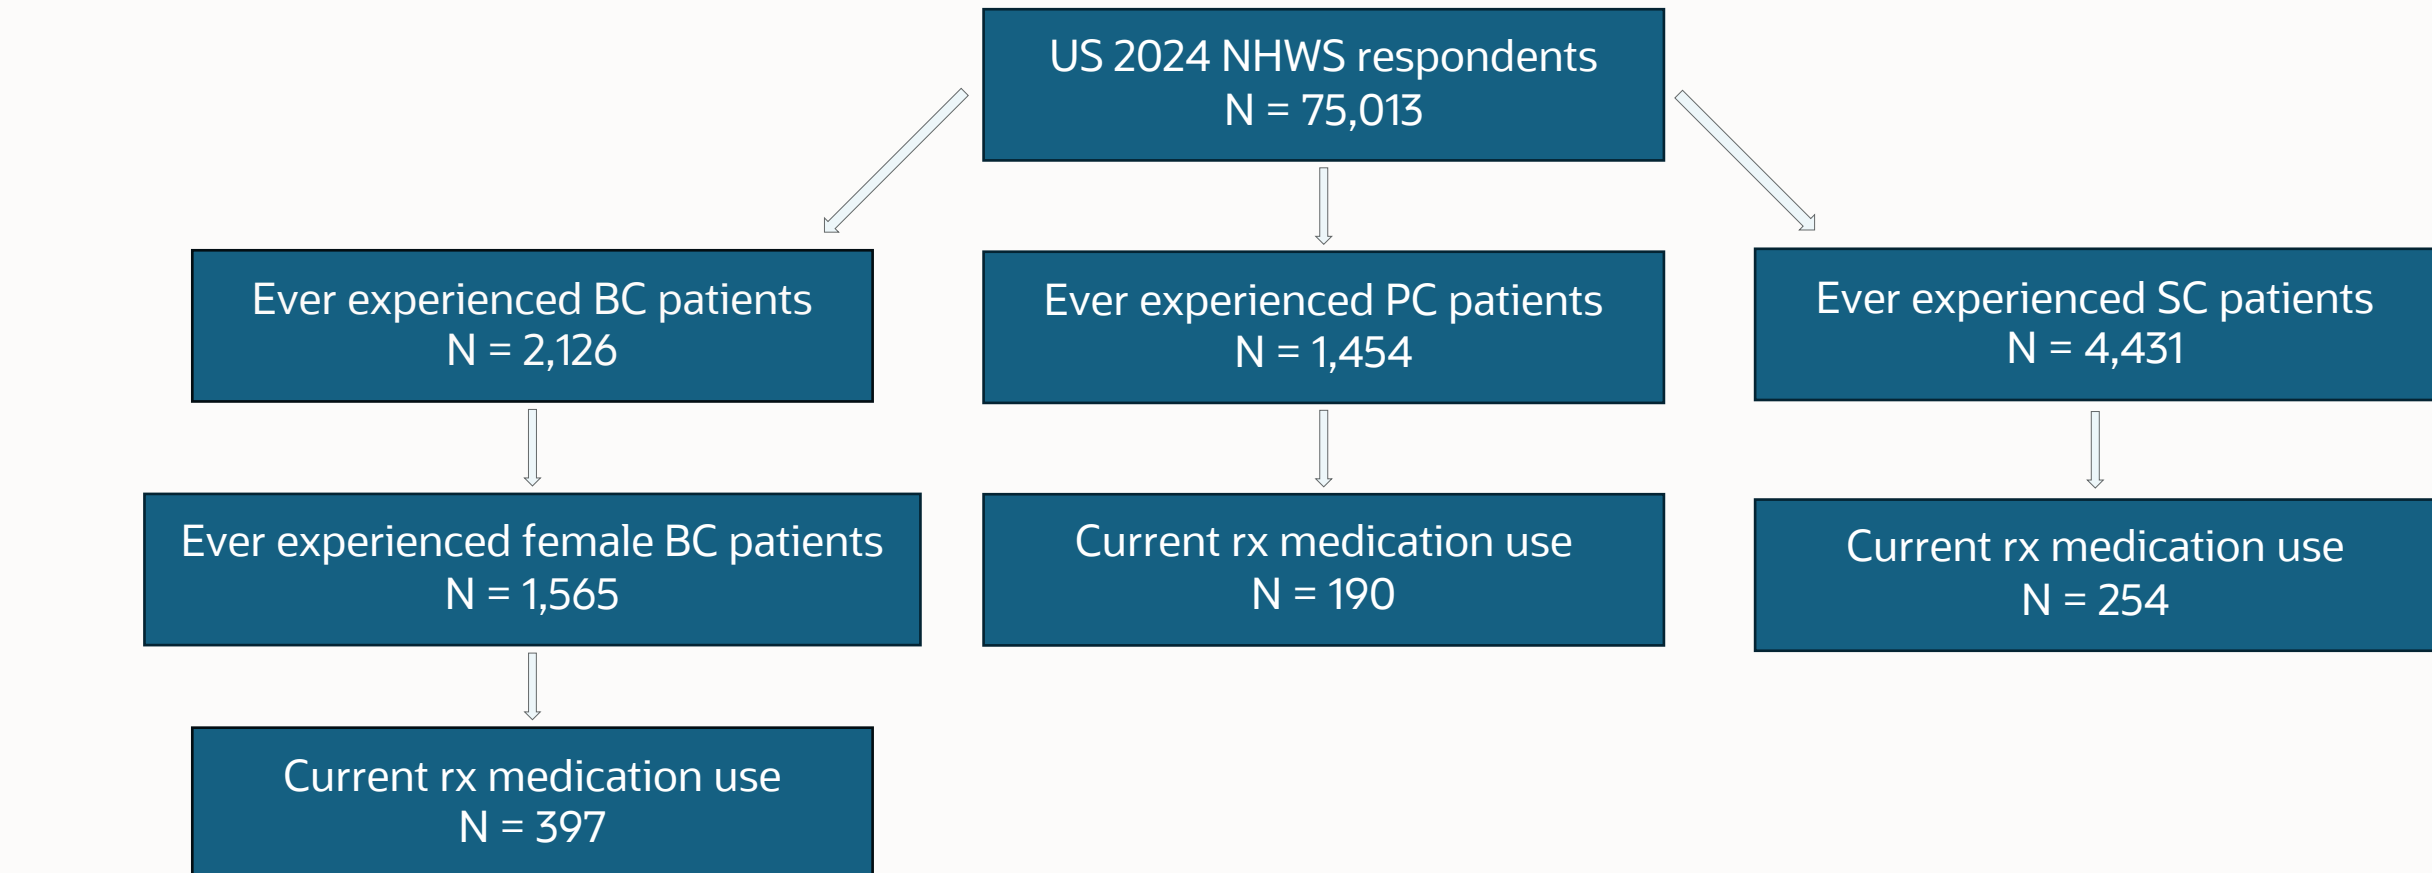 US 2024 NHWS respondents
N = 75,013
Ever experienced BC patients
N = 2,126
Ever experienced PC patients
N = 1,454
Ever experienced SC patients
N = 4,431
Ever experienced female BC patients
N = 1,565
Current rx medication use
N = 190
Current rx medication use
N = 254
Current rx medication use
N = 397